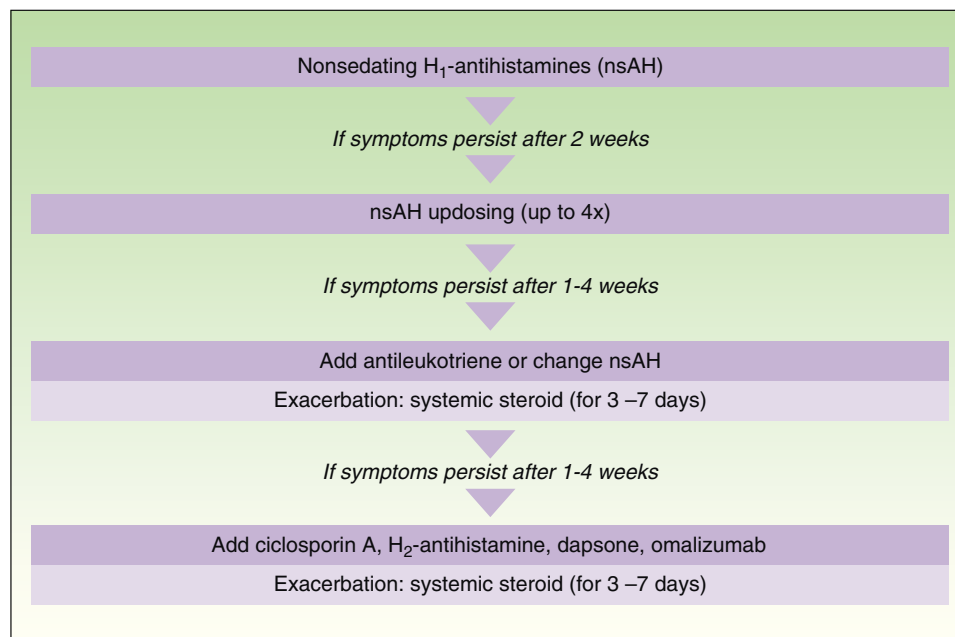 Nonsedating H₁-antihistamines (nsAH)
If symptoms persist after 2 weeks
nsAH updosing (up to 4x)
If symptoms persist after 1-4 weeks
Add antileukotriene or change nsAH
Exacerbation: systemic steroid (for 3 –7 days)
If symptoms persist after 1-4 weeks
Add ciclosporin A, H₂-antihistamine, dapsone, omalizumab
Exacerbation: systemic steroid (for 3 –7 days)